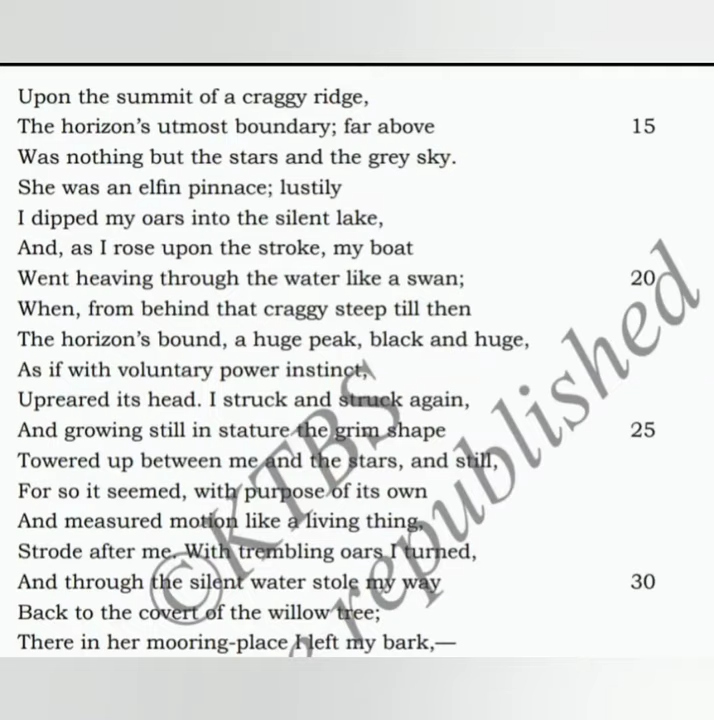 Upon the summit of a craggy ridge,
The horizon's utmost boundary; far above 15
Was nothing but the stars and the grey sky.
She was an elfin pinnace; lustily
I dipped my oars into the silent lake,
And, as I rose upon the stroke, my boat
Went heaving through the water like a swan; 20
When, from behind that craggy steep till then
The horizon's bound, a huge peak, black and huge,
As if with voluntary power instinct,
Upreared its head. I struck and struck again,
And growing still in stature the grim shape 25
Towered up between me and the stars, and still,
For so it seemed, with purpose of its own
And measured motion like a living thing,
Strode after me. With trembling oars I turned,
And through the silent water stole my way 30
Back to the covert of the willow tree;
There in her mooring-place I left my bark,—
©KTBS
republished